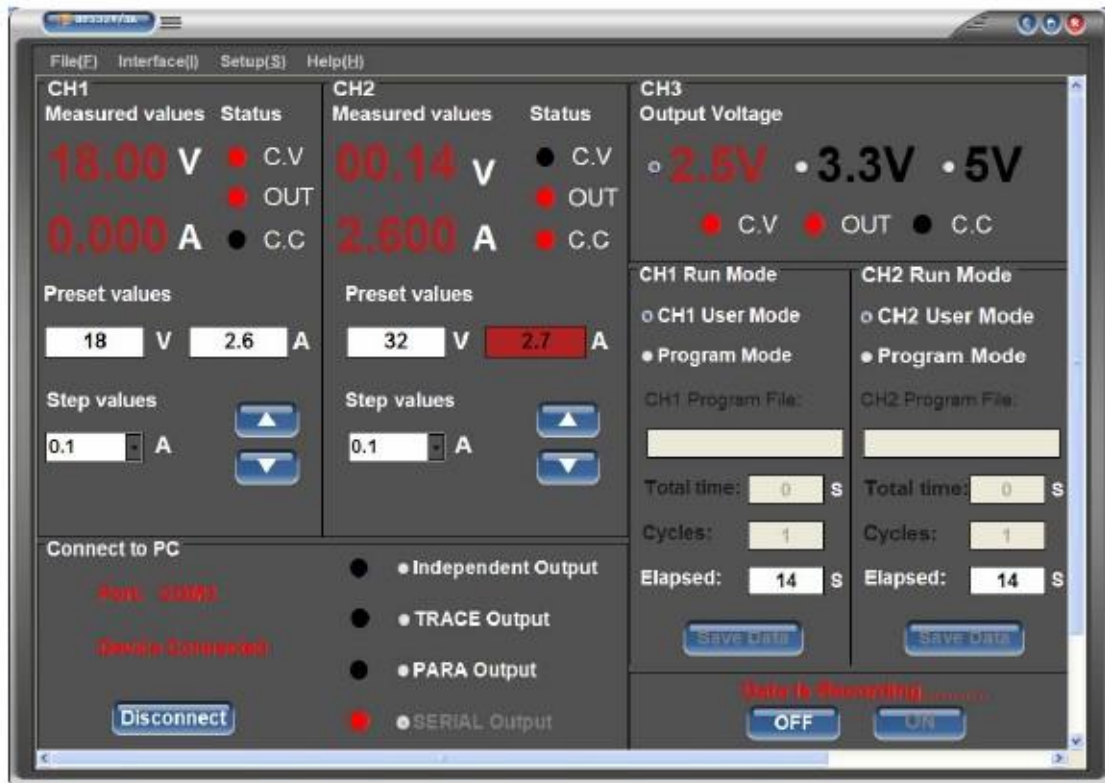 File(F) Interface(I) Setup(S) Help(H)
CH1
Measured values Status
18.00 V C.V
OUT
0.000 A C.C
Preset values
18 V 2.6 A
Step values
0.1 A
CH2
Measured values Status
00.14 V C.V
OUT
2.600 A C.C
Preset values
32 V 2.7 A
Step values
0.1 A
CH3
Output Voltage
2.5V 3.3V 5V
C.V OUT C.C
CH1 Run Mode
CH1 User Mode
Program Mode
CH1 Program File:
Total time: 0 S
Cycles: 1
Elapsed: 14 S
Save Data
CH2 Run Mode
CH2 User Mode
Program Mode
CH2 Program File:
Total time: 0 S
Cycles: 1
Elapsed: 14 S
Save Data
Connect to PC
Port:
Device Connected
Disconnect
Independent Output
TRACE Output
PARA Output
SERIAL Output
Data Is Recording..........
OFF ON